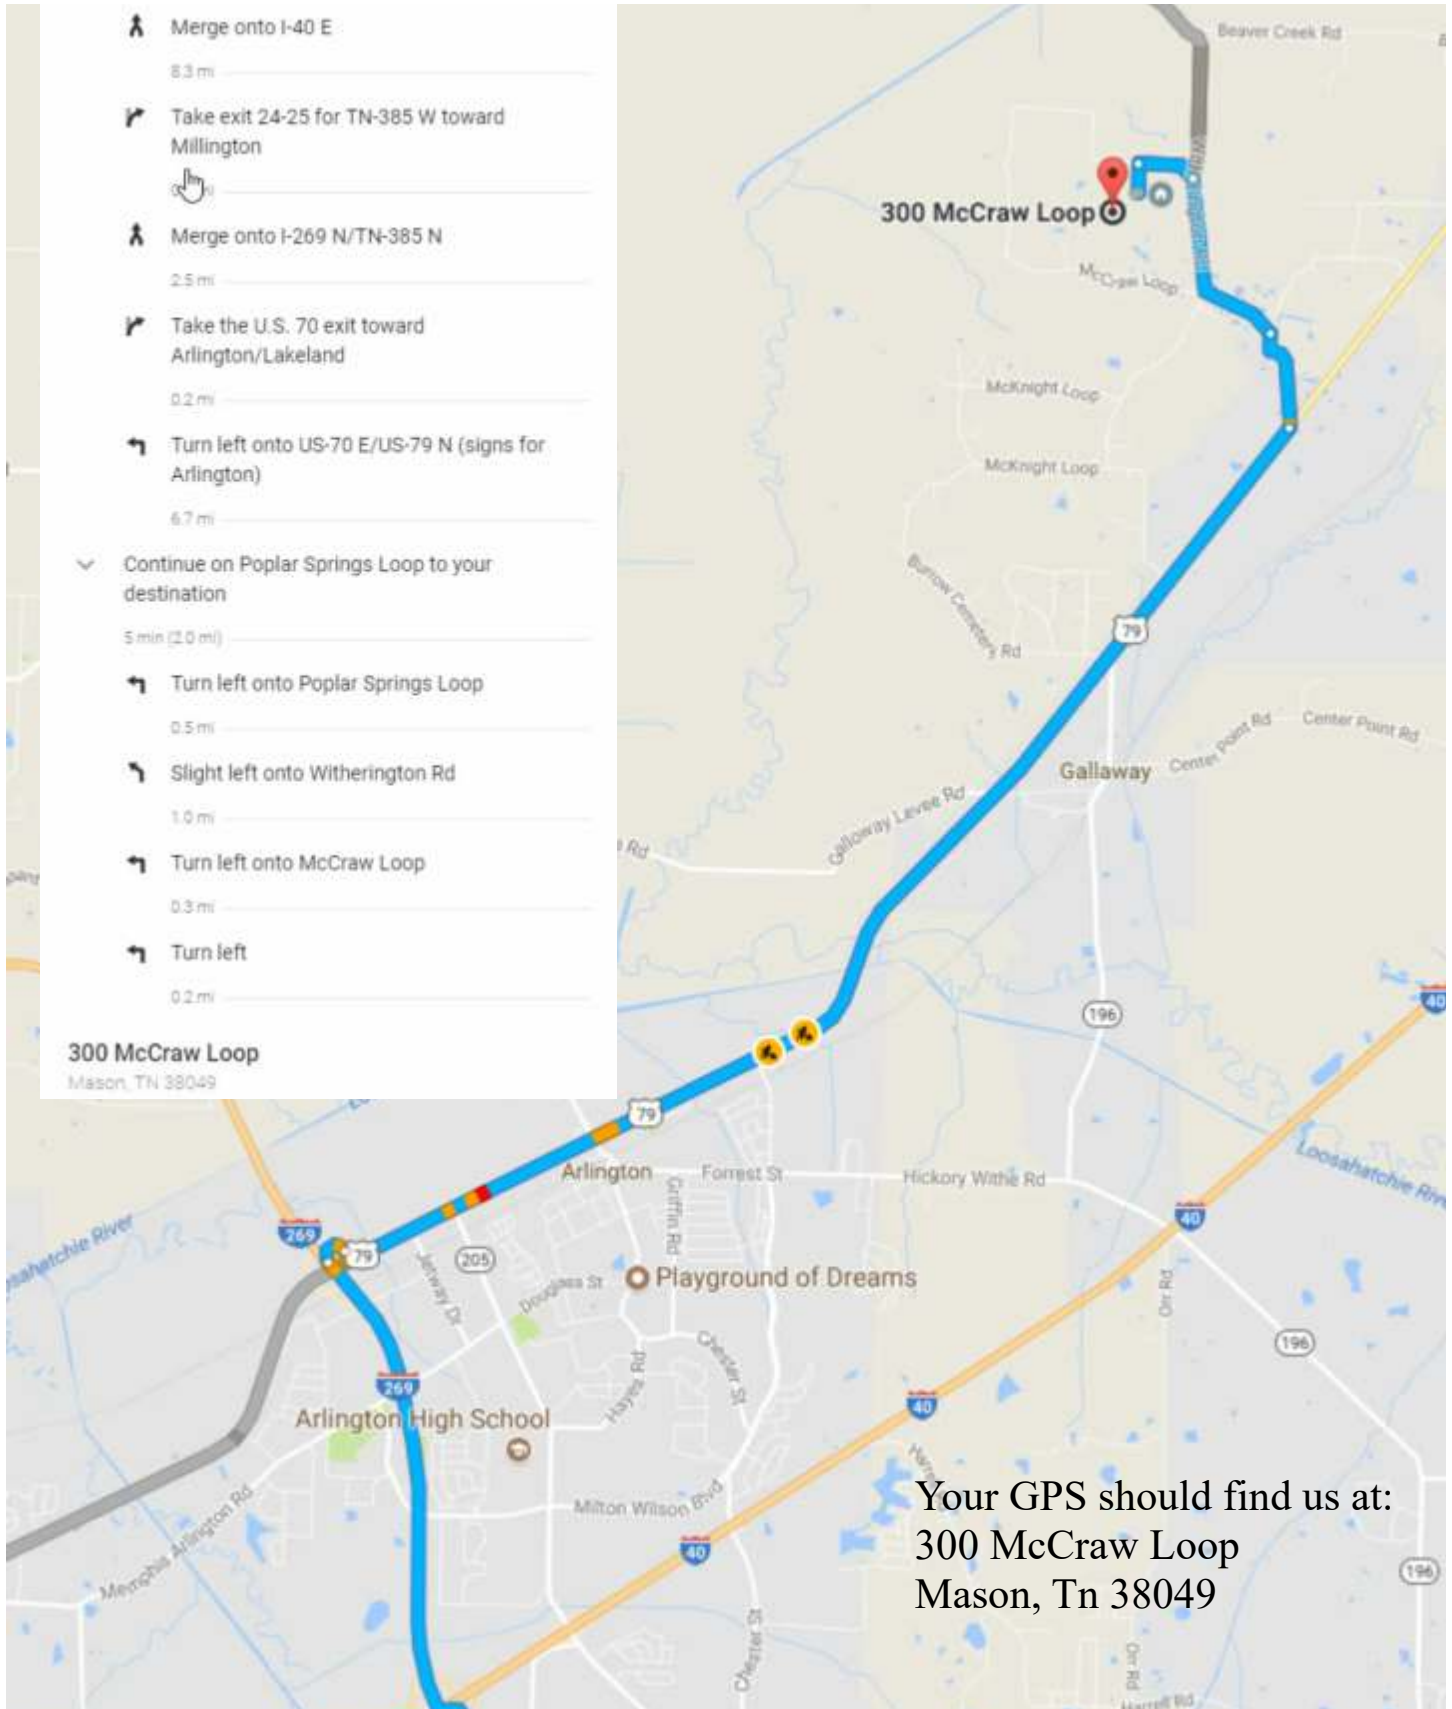 Merge onto I-40 E
8.3 mi
Take exit 24-25 for TN-385 W toward
Millington
Merge onto I-269 N/TN-385 N
2.5 mi
Take the U.S. 70 exit toward
Arlington/Lakeland
0.2 mi
Turn left onto US-70 E/US-79 N (signs for
Arlington)
6.7 mi
Continue on Poplar Springs Loop to your
destination
5 min (2.0 mi)
Turn left onto Poplar Springs Loop
0.5 mi
Slight left onto Witherington Rd
1.0 mi
Turn left onto McCraw Loop
0.3 mi
Turn left
0.2 mi
300 McCraw Loop
Mason, TN 38049
Beaver Creek Rd
300 McCraw Loop
McCraw Loop
McKnight Loop
McKnight Loop
Burrow Cemetery Rd
79
Center Point Rd
Center Point Rd
Gallaway
Galloway Levee Rd
Rd
196
40
79
Arlington
Forrest St
Hickory Withe Rd
Griffin Rd
Loosahatchie River
40
269
79
205
Jetway Dr
Douglass St
Playground of Dreams
Orr Rd
196
Chester St
Hayes Rd
269
40
Arlington High School
Milton Wilson Blvd
Memphis Arlington Rd
40
196
Chester St
Orr Rd
Harrell Rd
Your GPS should find us at:
300 McCraw Loop
Mason, Tn 38049